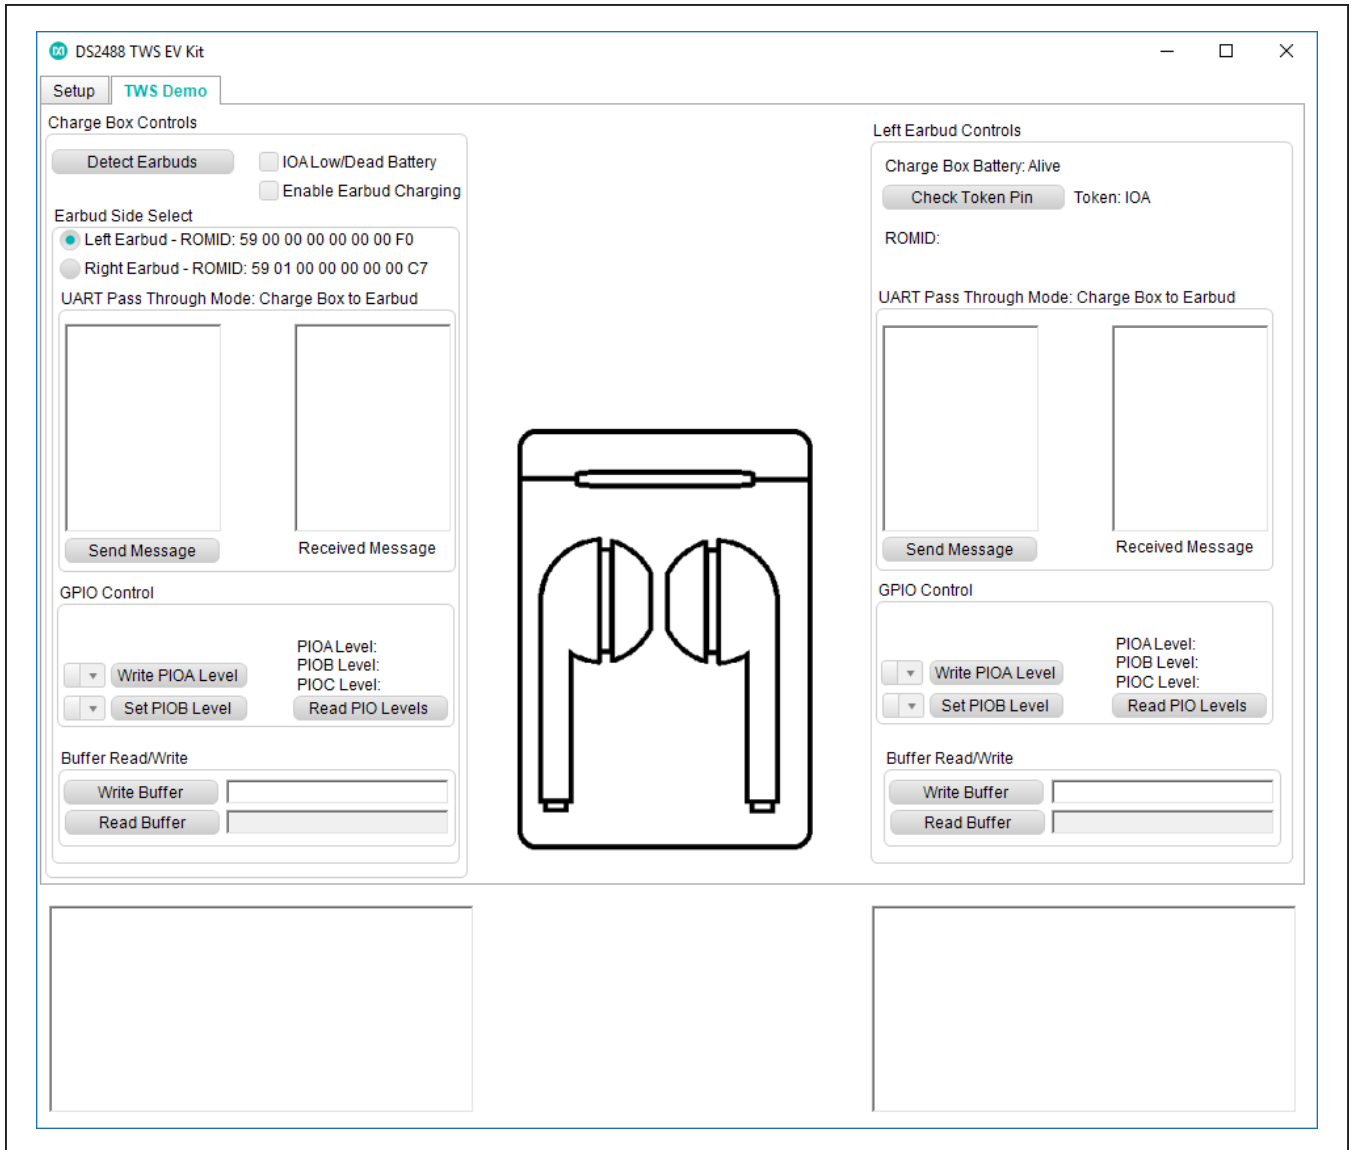 DS2488 TWS EV Kit
Setup
TWS Demo
Charge Box Controls
Detect Earbuds
IOA Low/Dead Battery
Enable Earbud Charging
Earbud Side Select
Left Earbud - ROMID: 59 00 00 00 00 00 00 F0
Right Earbud - ROMID: 59 01 00 00 00 00 00 C7
UART Pass Through Mode: Charge Box to Earbud
Send Message
Received Message
GPIO Control
PIOA Level:
PIOB Level:
PIOC Level:
Write PIOA Level
Set PIOB Level
Read PIO Levels
Buffer Read/Write
Write Buffer
Read Buffer
Left Earbud Controls
Charge Box Battery: Alive
Check Token Pin
Token: IOA
ROMID:
UART Pass Through Mode: Charge Box to Earbud
Send Message
Received Message
GPIO Control
PIOA Level:
PIOB Level:
PIOC Level:
Write PIOA Level
Set PIOB Level
Read PIO Levels
Buffer Read/Write
Write Buffer
Read Buffer